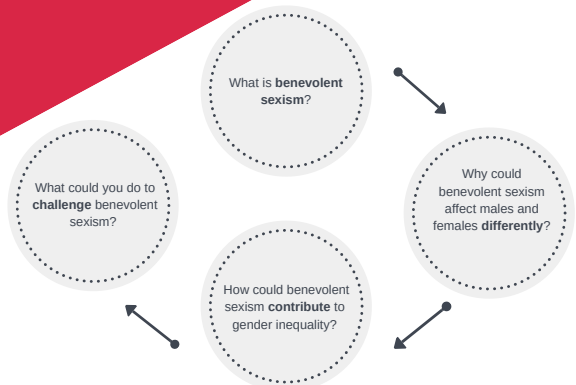 What is benevolent
sexism?
Why could
benevolent sexism
affect males and
females differently?
How could benevolent
sexism contribute to
gender inequality?
What could you do to
challenge benevolent
sexism?